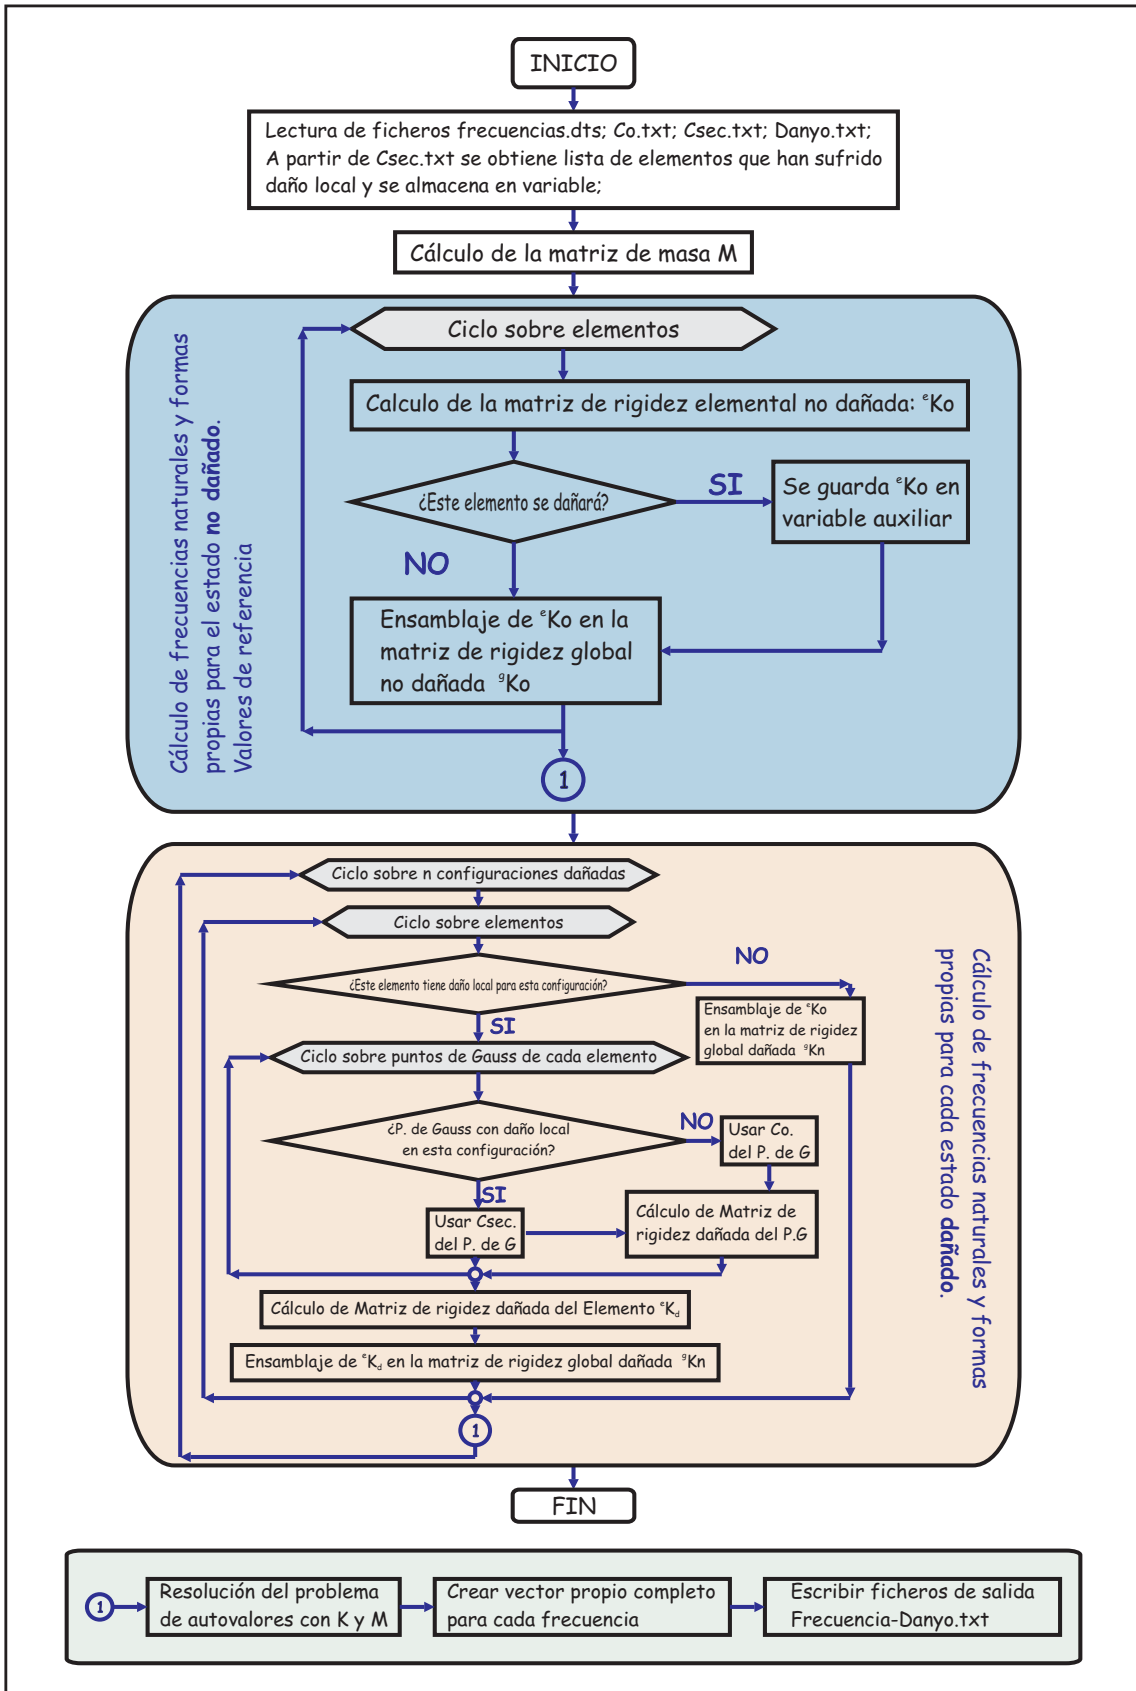 INICIO
Lectura de ficheros frecuencias.dts; Co.txt; Csec.txt; Danyo.txt;
A partir de Csec.txt se obtiene lista de elementos que han sufrido
daño local y se almacena en variable;
Cálculo de la matriz de masa M
Cálculo de frecuencias naturales y formas
propias para el estado no dañado.
Valores de referencia
Ciclo sobre elementos
Calculo de la matriz de rigidez elemental no dañada: ᵉKo
¿Este elemento se dañará?
SI
Se guarda ᵉKo en
variable auxiliar
NO
Ensamblaje de ᵉKo en la
matriz de rigidez global
no dañada ᵍKo
1
Ciclo sobre n configuraciones dañadas
Ciclo sobre elementos
¿Este elemento tiene daño local para esta configuración?
NO
Ensamblaje de ᵉKo
en la matriz de rigidez
global dañada ᵍKn
SI
Ciclo sobre puntos de Gauss de cada elemento
¿P. de Gauss con daño local
en esta configuración?
NO
Usar Co.
del P. de G
SI
Usar Csec.
del P. de G
Cálculo de Matriz de
rigidez dañada del P.G
Cálculo de Matriz de rigidez dañada del Elemento ᵉK_d
Ensamblaje de ᵉK_d en la matriz de rigidez global dañada ᵍKn
1
Cálculo de frecuencias naturales y formas
propias para cada estado dañado.
FIN
1
Resolución del problema
de autovalores con K y M
Crear vector propio completo
para cada frecuencia
Escribir ficheros de salida
Frecuencia-Danyo.txt